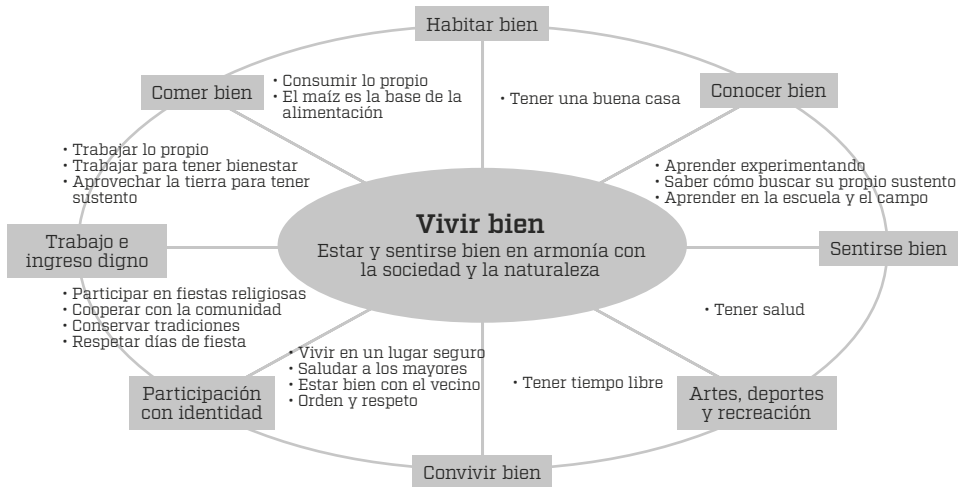 Habitar bien
Comer bien
• Consumir lo propio
• El maíz es la base de la
alimentación
• Tener una buena casa
Conocer bien
• Trabajar lo propio
• Trabajar para tener bienestar
• Aprovechar la tierra para tener
sustento
• Aprender experimentando
• Saber cómo buscar su propio sustento
• Aprender en la escuela y el campo
Vivir bien
Estar y sentirse bien en armonía con
la sociedad y la naturaleza
Trabajo e
ingreso digno
Sentirse bien
• Participar en fiestas religiosas
• Cooperar con la comunidad
• Conservar tradiciones
• Respetar días de fiesta
• Tener salud
• Vivir en un lugar seguro
• Saludar a los mayores
• Estar bien con el vecino
• Orden y respeto
• Tener tiempo libre
Participación
con identidad
Artes, deportes
y recreación
Convivir bien